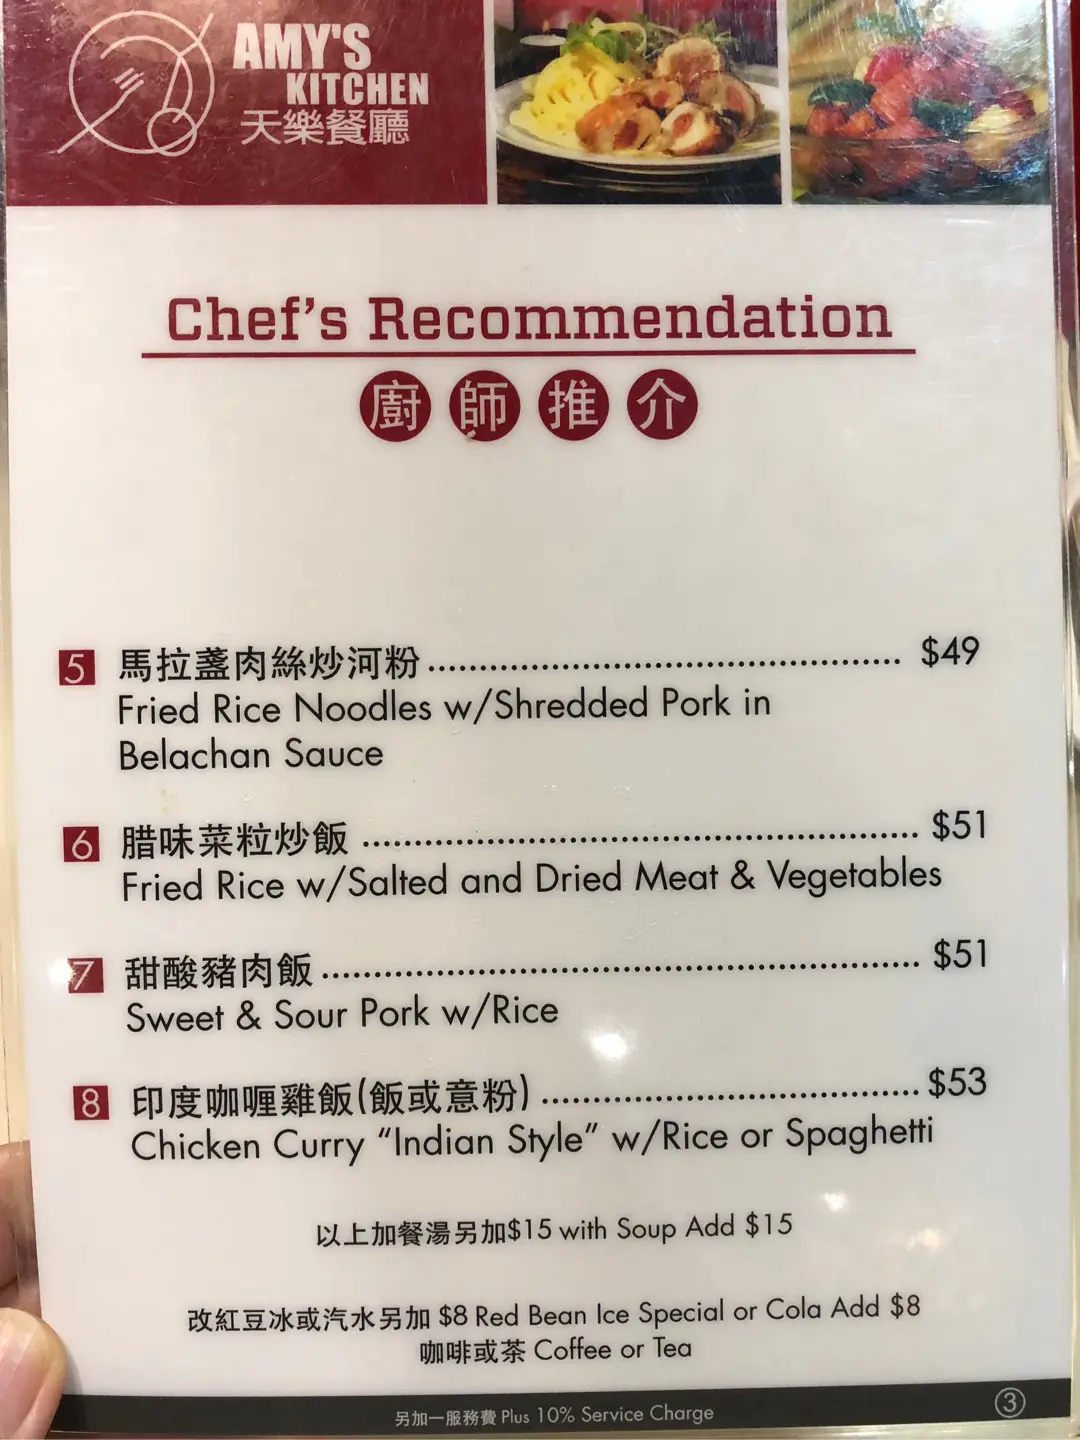 AMY'S
KITCHEN
天樂餐廳
Chef's Recommendation
廚師推介
5 馬拉盞肉絲炒河粉 $49
Fried Rice Noodles w/Shredded Pork in
Belachan Sauce
6 腊味菜粒炒飯 $51
Fried Rice w/Salted and Dried Meat & Vegetables
7 甜酸豬肉飯 $51
Sweet & Sour Pork w/Rice
8 印度咖喱雞飯(飯或意粉) $53
Chicken Curry “Indian Style” w/Rice or Spaghetti
以上加餐湯另加$15 with Soup Add $15
改紅豆冰或汽水另加 $8 Red Bean Ice Special or Cola Add $8
咖啡或茶 Coffee or Tea
另加一服務費 Plus 10% Service Charge
3